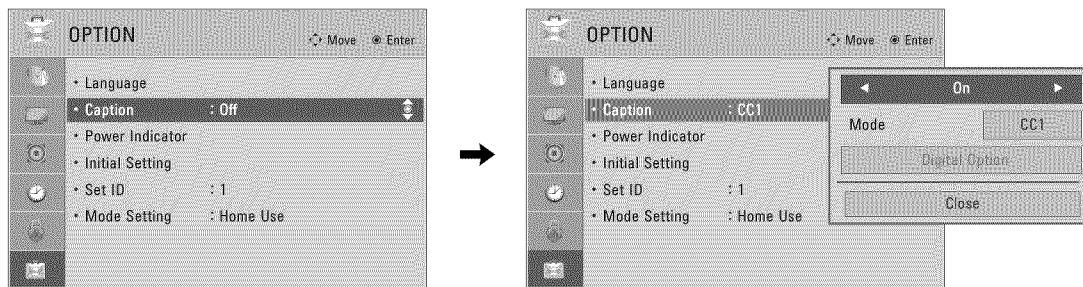 OPTION
Move Enter
• Language
• Caption : Off
• Power Indicator
• Initial Setting
• Set ID : 1
• Mode Setting : Home Use
OPTION
Move Enter
• Language
• Caption : CC1
• Power Indicator
• Initial Setting
• Set ID : 1
• Mode Setting : Home Use
On
Mode CC1
Digital Option
Close